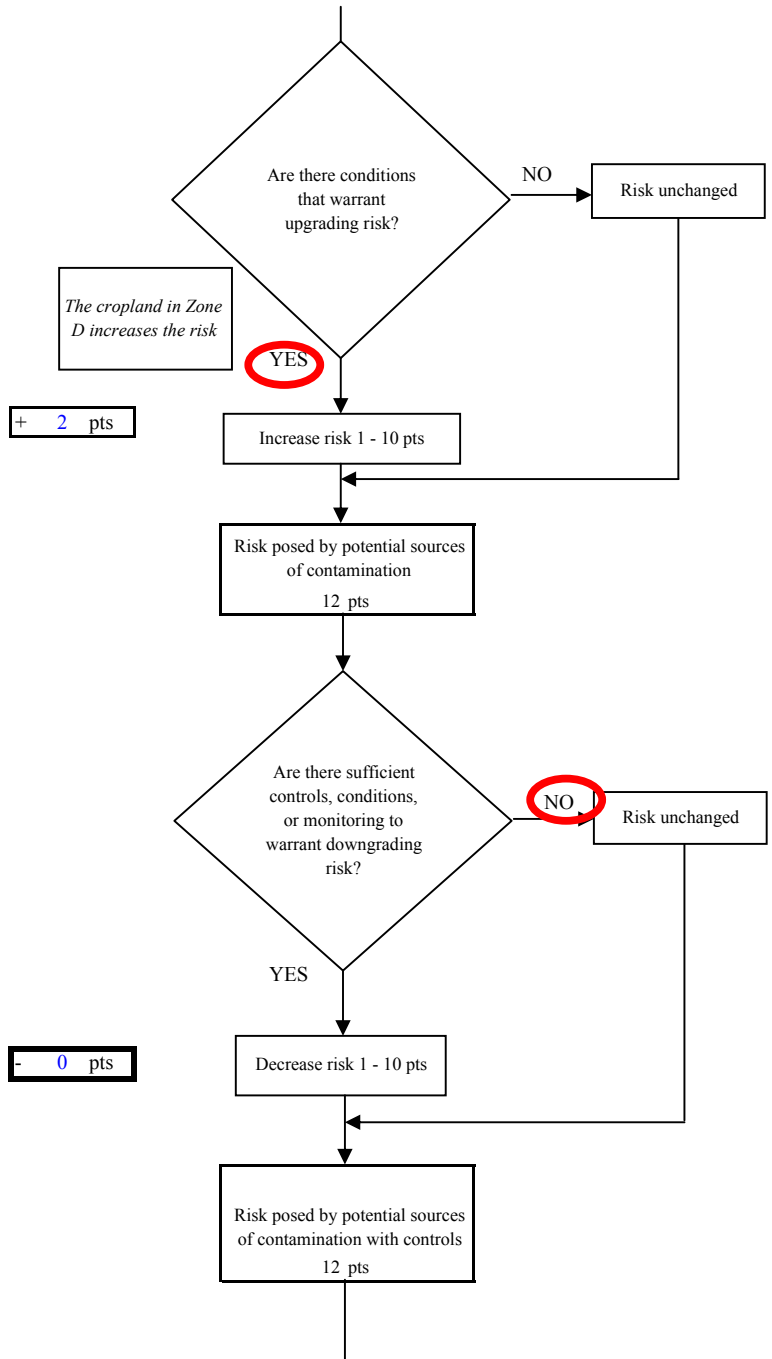 Are there conditions
that warrant
upgrading risk?
NO
Risk unchanged
The cropland in Zone
D increases the risk
YES
+ 2 pts
Increase risk 1 - 10 pts
Risk posed by potential sources
of contamination
12 pts
Are there sufficient
controls, conditions,
or monitoring to
warrant downgrading
risk?
NO
Risk unchanged
YES
- 0 pts
Decrease risk 1 - 10 pts
Risk posed by potential sources
of contamination with controls
12 pts